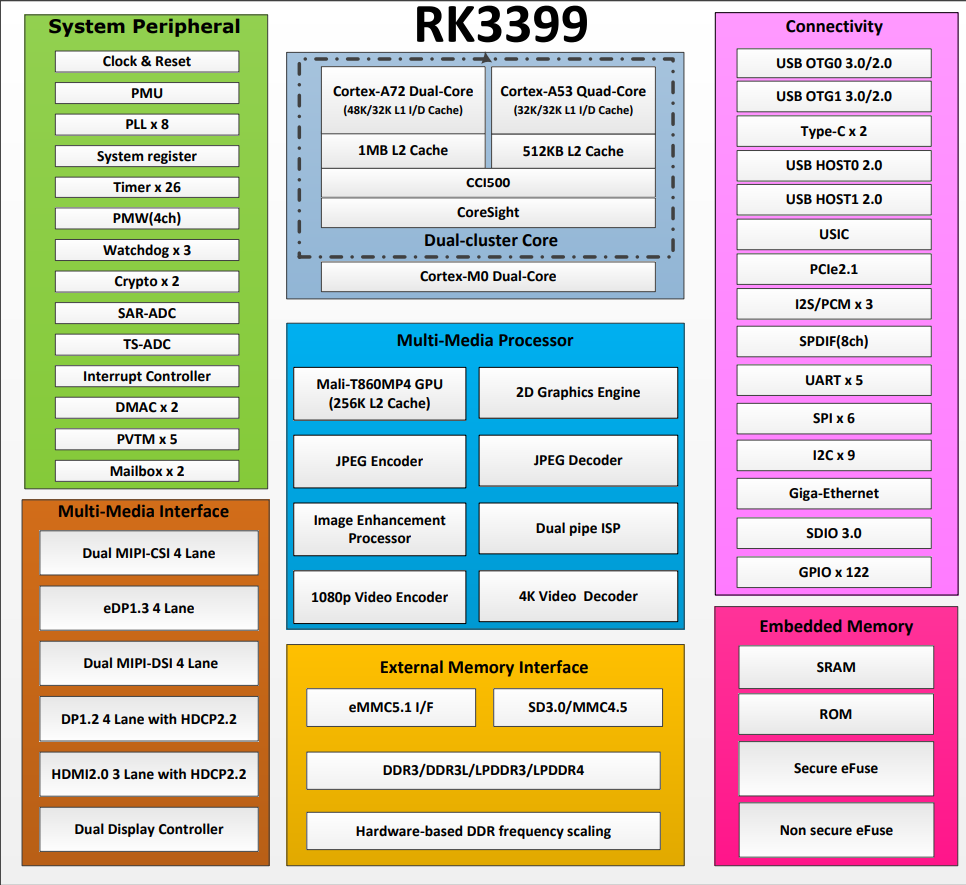 RK3399
System Peripheral
Clock & Reset
PMU
PLL x 8
System register
Timer x 26
PMW(4ch)
Watchdog x 3
Crypto x 2
SAR-ADC
TS-ADC
Interrupt Controller
DMAC x 2
PVTM x 5
Mailbox x 2
Multi-Media Interface
Dual MIPI-CSI 4 Lane
eDP1.3 4 Lane
Dual MIPI-DSI 4 Lane
DP1.2 4 Lane with HDCP2.2
HDMI2.0 3 Lane with HDCP2.2
Dual Display Controller
Cortex-A72 Dual-Core
(48K/32K L1 I/D Cache)
1MB L2 Cache
Cortex-A53 Quad-Core
(32K/32K L1 I/D Cache)
512KB L2 Cache
CCI500
CoreSight
Dual-cluster Core
Cortex-M0 Dual-Core
Multi-Media Processor
Mali-T860MP4 GPU
(256K L2 Cache)
2D Graphics Engine
JPEG Encoder
JPEG Decoder
Image Enhancement
Processor
Dual pipe ISP
1080p Video Encoder
4K Video Decoder
External Memory Interface
eMMC5.1 I/F
SD3.0/MMC4.5
DDR3/DDR3L/LPDDR3/LPDDR4
Hardware-based DDR frequency scaling
Connectivity
USB OTG0 3.0/2.0
USB OTG1 3.0/2.0
Type-C x 2
USB HOST0 2.0
USB HOST1 2.0
USIC
PCIe2.1
I2S/PCM x 3
SPDIF(8ch)
UART x 5
SPI x 6
I2C x 9
Giga-Ethernet
SDIO 3.0
GPIO x 122
Embedded Memory
SRAM
ROM
Secure eFuse
Non secure eFuse